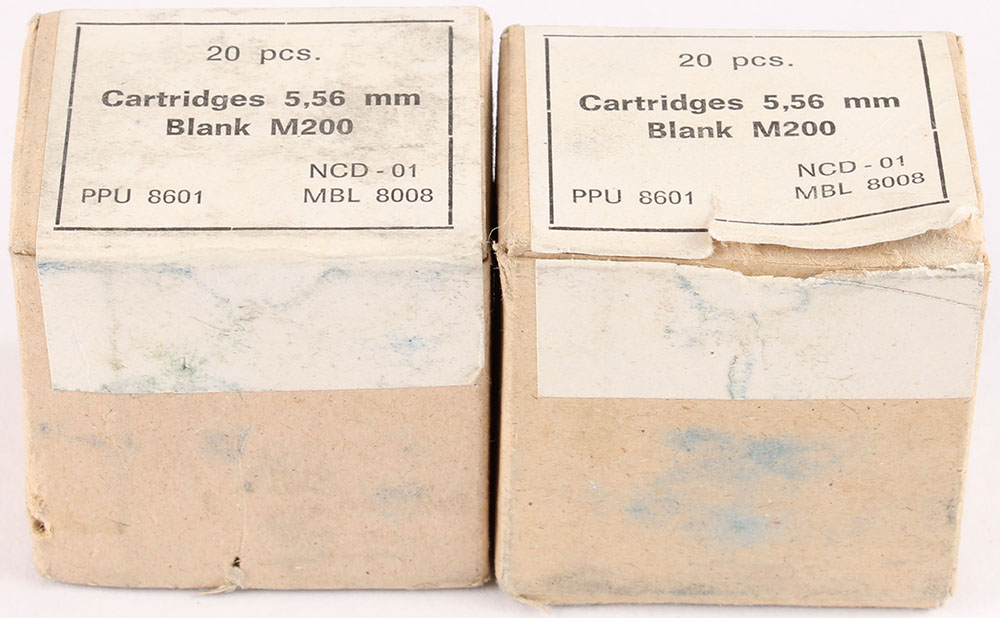 20 pcs.
Cartridges 5,56 mm
Blank M200
NCD - 01
PPU 8601 MBL 8008
20 pcs.
Cartridges 5,56 mm
Blank M200
NCD - 01
PPU 8601 MBL 8008